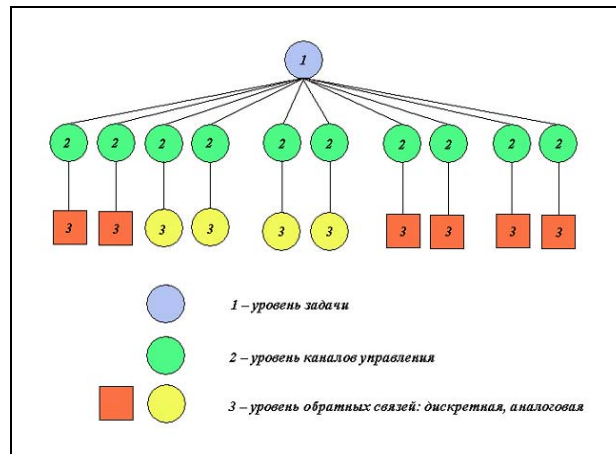 1
2 2 2 2 2 2 2 2 2 2
3 3 3 3 3 3 3 3 3 3
1 – уровень задачи
2 – уровень каналов управления
3 – уровень обратных связей: дискретная, аналоговая